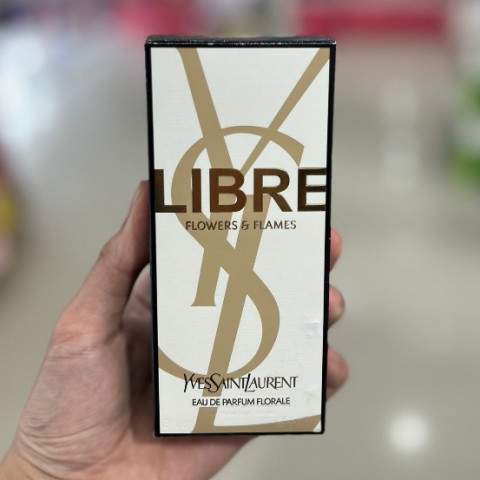 LIBRE
FLOWERS & FLAMES
YVESSAINTLAURENT
EAU DE PARFUM FLORALE